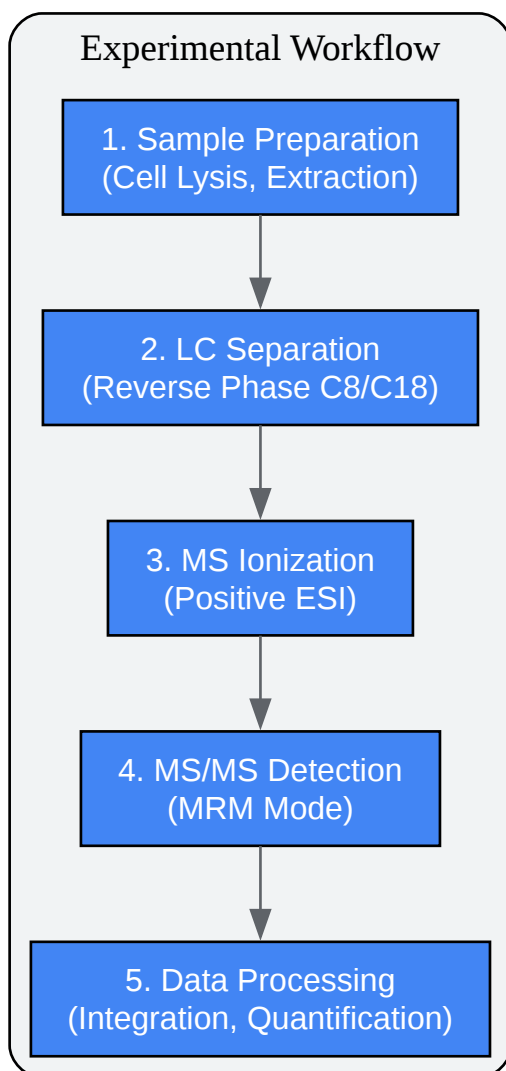 Experimental Workflow
1. Sample Preparation
(Cell Lysis, Extraction)
2. LC Separation
(Reverse Phase C8/C18)
3. MS Ionization
(Positive ESI)
4. MS/MS Detection
(MRM Mode)
5. Data Processing
(Integration, Quantification)